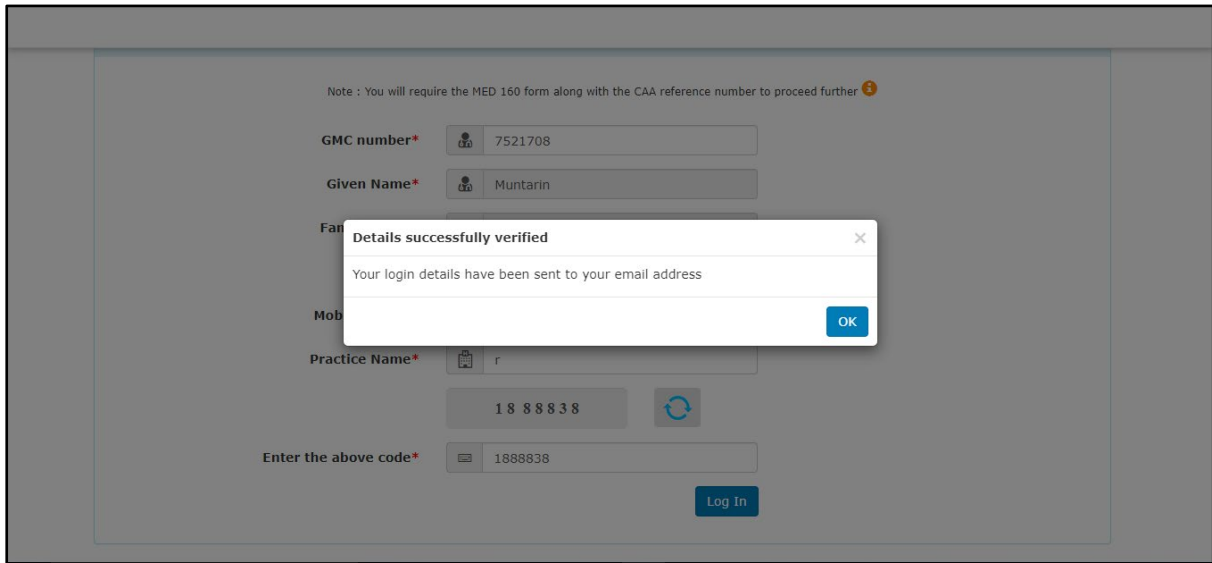 Note : You will require the MED 160 form along with the CAA reference number to proceed further
GMC number* 7521708
Given Name* Muntarin
Fam
Details successfully verified ×
Your login details have been sent to your email address
Mob
OK
Practice Name* r
18 88838
Enter the above code* 1888838
Log In